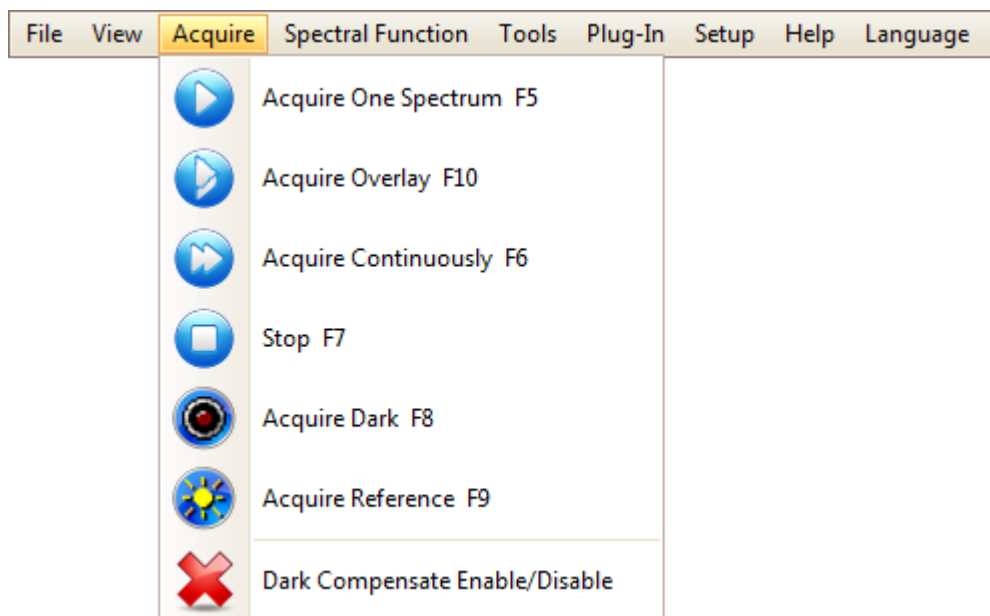 File View Acquire Spectral Function Tools Plug-In Setup Help Language
Acquire One Spectrum F5
Acquire Overlay F10
Acquire Continuously F6
Stop F7
Acquire Dark F8
Acquire Reference F9
Dark Compensate Enable/Disable